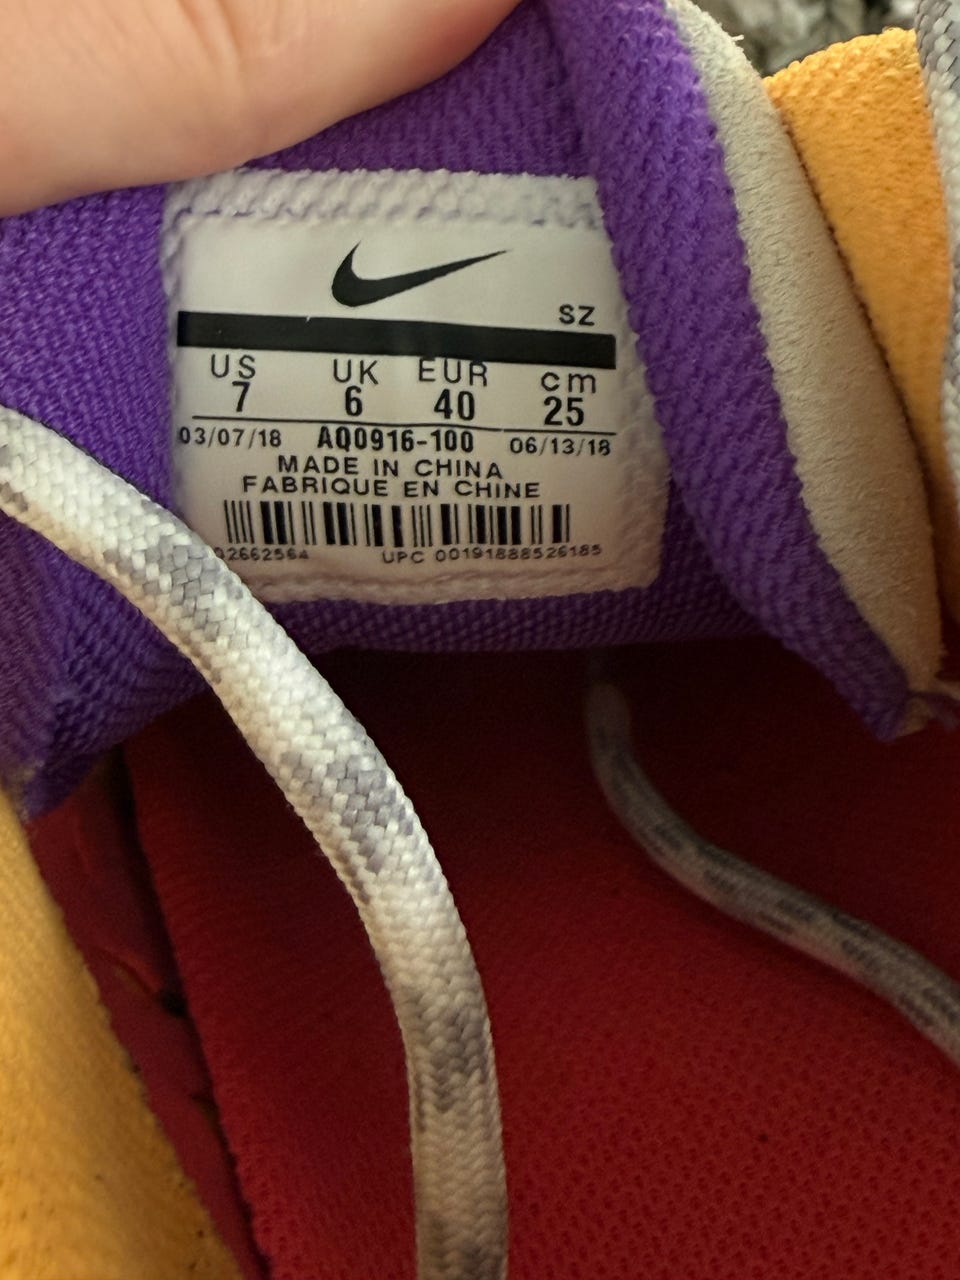 SZ
US UK EUR cm
7 6 40 25
03/07/18 AQ0916-100 06/13/18
MADE IN CHINA
FABRIQUE EN CHINE
02662564 UPC 00191888526185